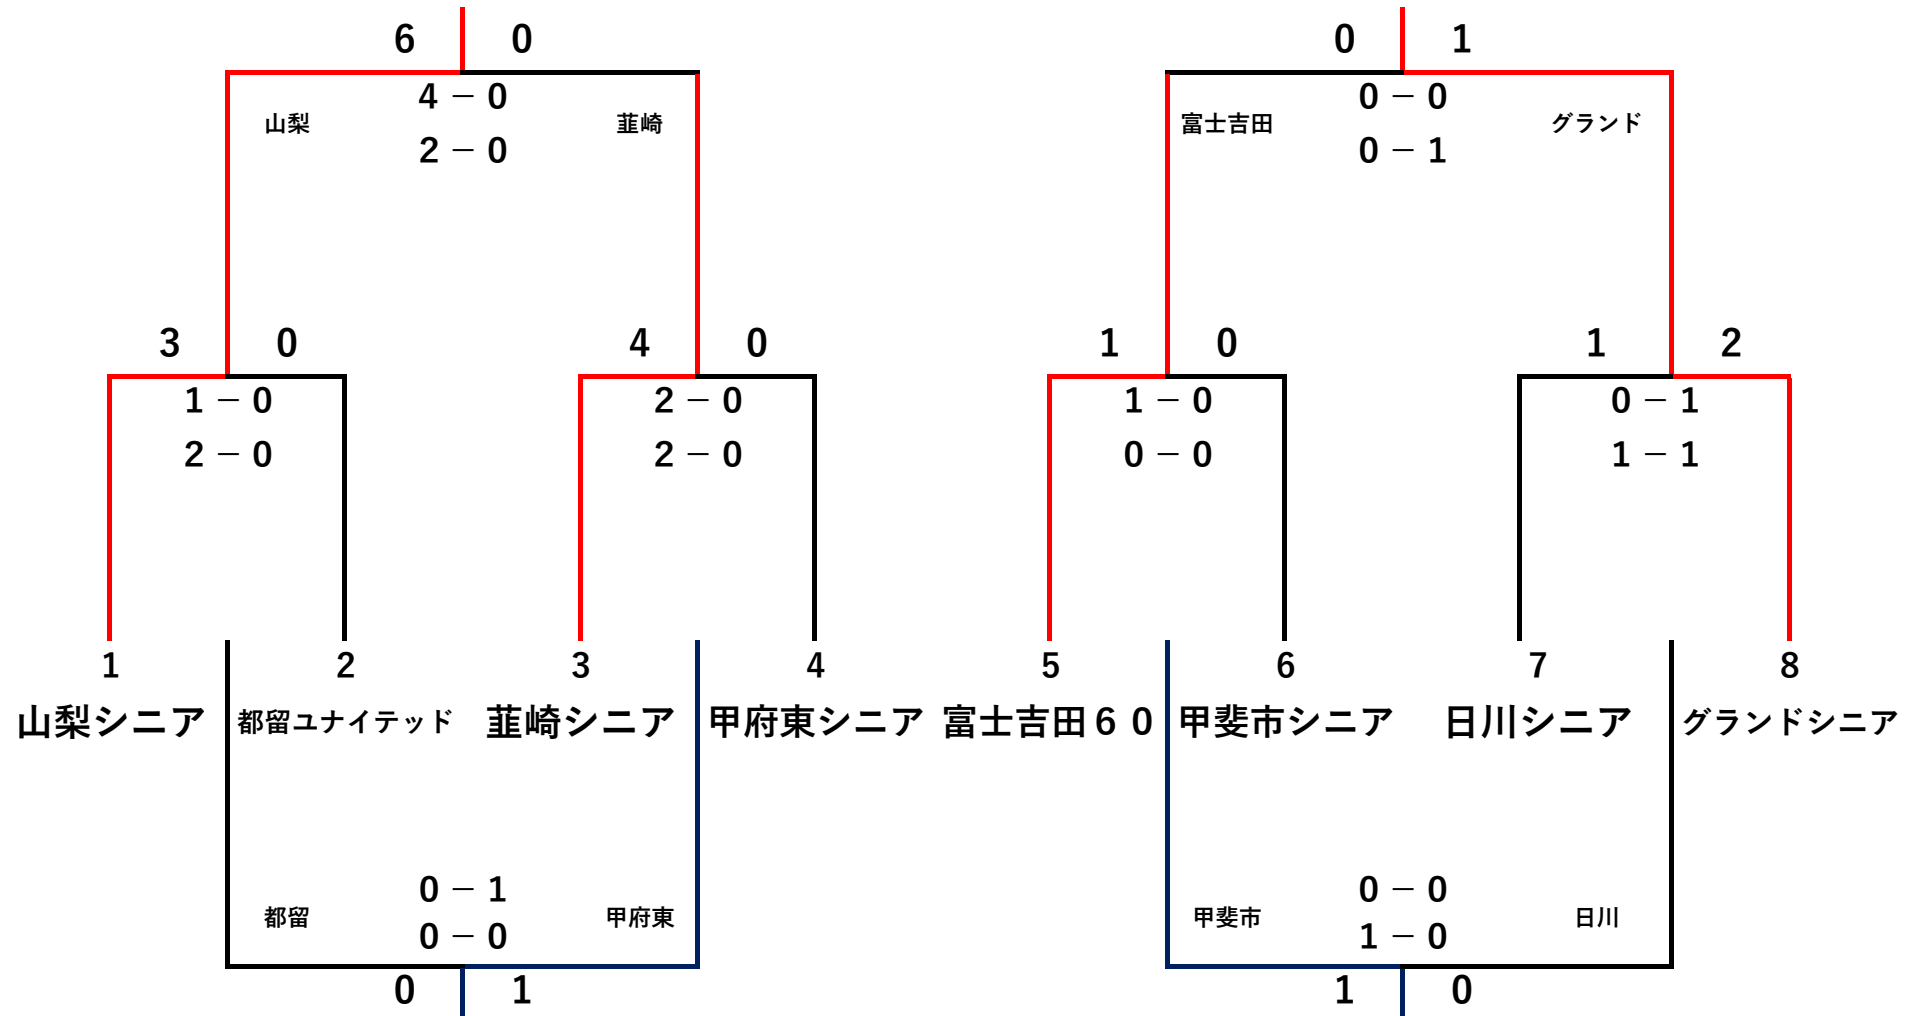 6 0 0 1
4 － 0 0 － 0
山梨 韮崎 富士吉田 グランド
2 － 0 0 － 1
3 0 4 0 1 0 1 2
1 － 0 2 － 0 1 － 0 0 － 1
2 － 0 2 － 0 0 － 0 1 － 1
1 2 3 4 5 6 7 8
山梨シニア 都留ユナイテッド 韮崎シニア 甲府東シニア 富士吉田６０ 甲斐市シニア 日川シニア グランドシニア
0 － 1 0 － 0
都留 甲府東 甲斐市 日川
0 － 0 1 － 0
0 1 1 0